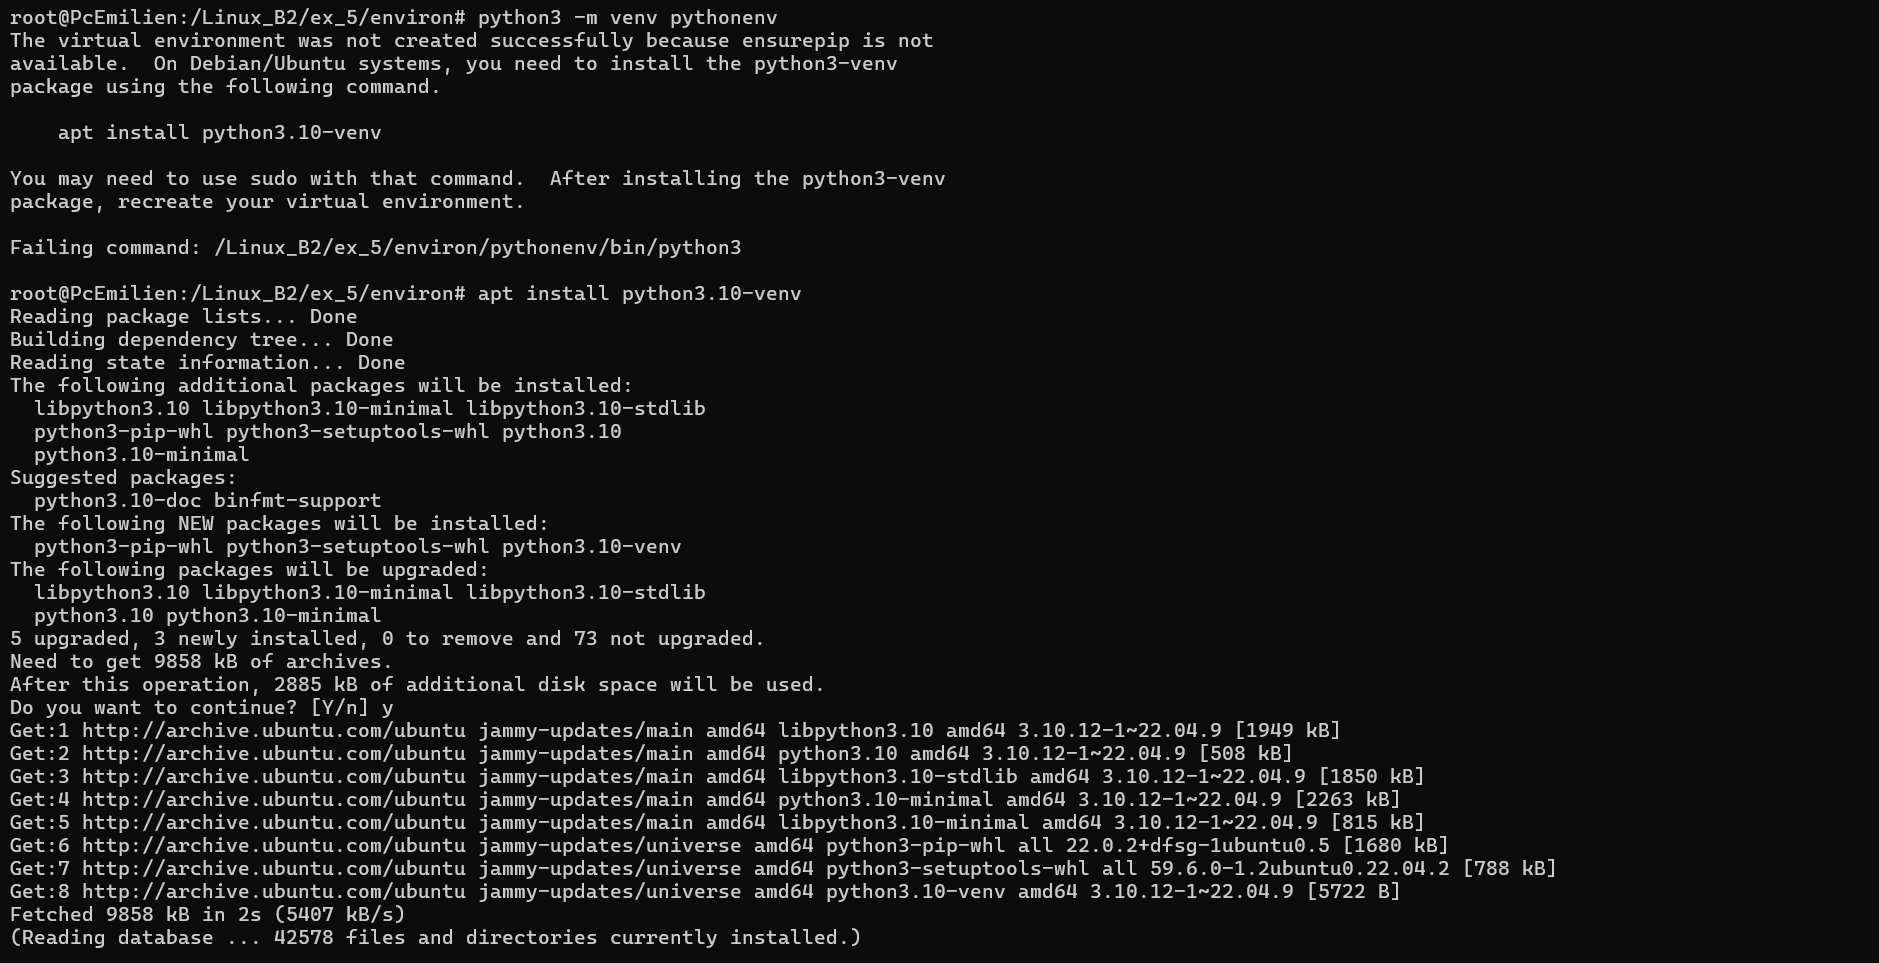 root@PcEmilien:/Linux_B2/ex_5/environ# python3 -m venv pythonenv
The virtual environment was not created successfully because ensurepip is not
available.  On Debian/Ubuntu systems, you need to install the python3-venv
package using the following command.

    apt install python3.10-venv

You may need to use sudo with that command.  After installing the python3-venv
package, recreate your virtual environment.

Failing command: /Linux_B2/ex_5/environ/pythonenv/bin/python3

root@PcEmilien:/Linux_B2/ex_5/environ# apt install python3.10-venv
Reading package lists... Done
Building dependency tree... Done
Reading state information... Done
The following additional packages will be installed:
  libpython3.10 libpython3.10-minimal libpython3.10-stdlib
  python3-pip-whl python3-setuptools-whl python3.10
  python3.10-minimal
Suggested packages:
  python3.10-doc binfmt-support
The following NEW packages will be installed:
  python3-pip-whl python3-setuptools-whl python3.10-venv
The following packages will be upgraded:
  libpython3.10 libpython3.10-minimal libpython3.10-stdlib
  python3.10 python3.10-minimal
5 upgraded, 3 newly installed, 0 to remove and 73 not upgraded.
Need to get 9858 kB of archives.
After this operation, 2885 kB of additional disk space will be used.
Do you want to continue? [Y/n] y
Get:1 http://archive.ubuntu.com/ubuntu jammy-updates/main amd64 libpython3.10 amd64 3.10.12-1~22.04.9 [1949 kB]
Get:2 http://archive.ubuntu.com/ubuntu jammy-updates/main amd64 python3.10 amd64 3.10.12-1~22.04.9 [508 kB]
Get:3 http://archive.ubuntu.com/ubuntu jammy-updates/main amd64 libpython3.10-stdlib amd64 3.10.12-1~22.04.9 [1850 kB]
Get:4 http://archive.ubuntu.com/ubuntu jammy-updates/main amd64 python3.10-minimal amd64 3.10.12-1~22.04.9 [2263 kB]
Get:5 http://archive.ubuntu.com/ubuntu jammy-updates/main amd64 libpython3.10-minimal amd64 3.10.12-1~22.04.9 [815 kB]
Get:6 http://archive.ubuntu.com/ubuntu jammy-updates/universe amd64 python3-pip-whl all 22.0.2+dfsg-1ubuntu0.5 [1680 kB]
Get:7 http://archive.ubuntu.com/ubuntu jammy-updates/universe amd64 python3-setuptools-whl all 59.6.0-1.2ubuntu0.22.04.2 [788 kB]
Get:8 http://archive.ubuntu.com/ubuntu jammy-updates/universe amd64 python3.10-venv amd64 3.10.12-1~22.04.9 [5722 B]
Fetched 9858 kB in 2s (5407 kB/s)
(Reading database ... 42578 files and directories currently installed.)